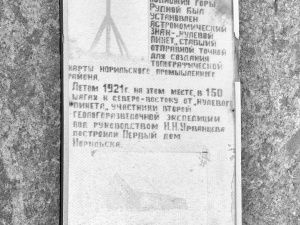 подножия горы
Рудной был
установлен
астрономический
знак-„нулевой
пикет", ставший
отправной точкой
для создания
топографической
карты Норильского промышленного
района.
Летом 1921г. на этом месте, в 150
шагах к северо-востоку от „нулевого
пикета", участники второй
геологоразведочной экспедиции
под руководством Н.Н.Урванцева
построили Первый дом
Норильска.